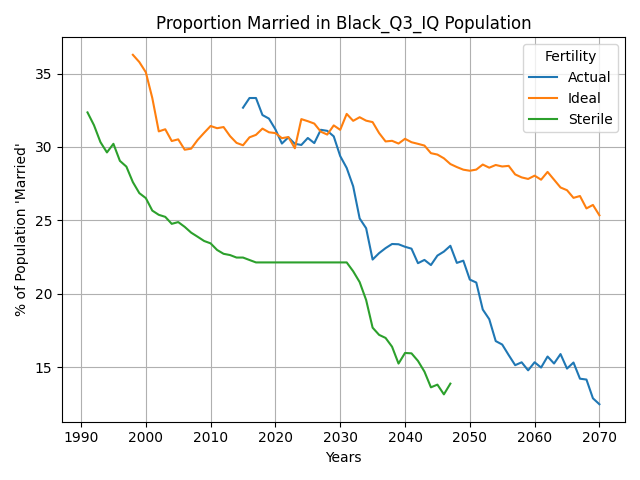 Proportion Married in Black_Q3_IQ Population
% of Population 'Married'
35
30
25
20
15
Fertility
Actual
Ideal
Sterile
1990 2000 2010 2020 2030 2040 2050 2060 2070
Years